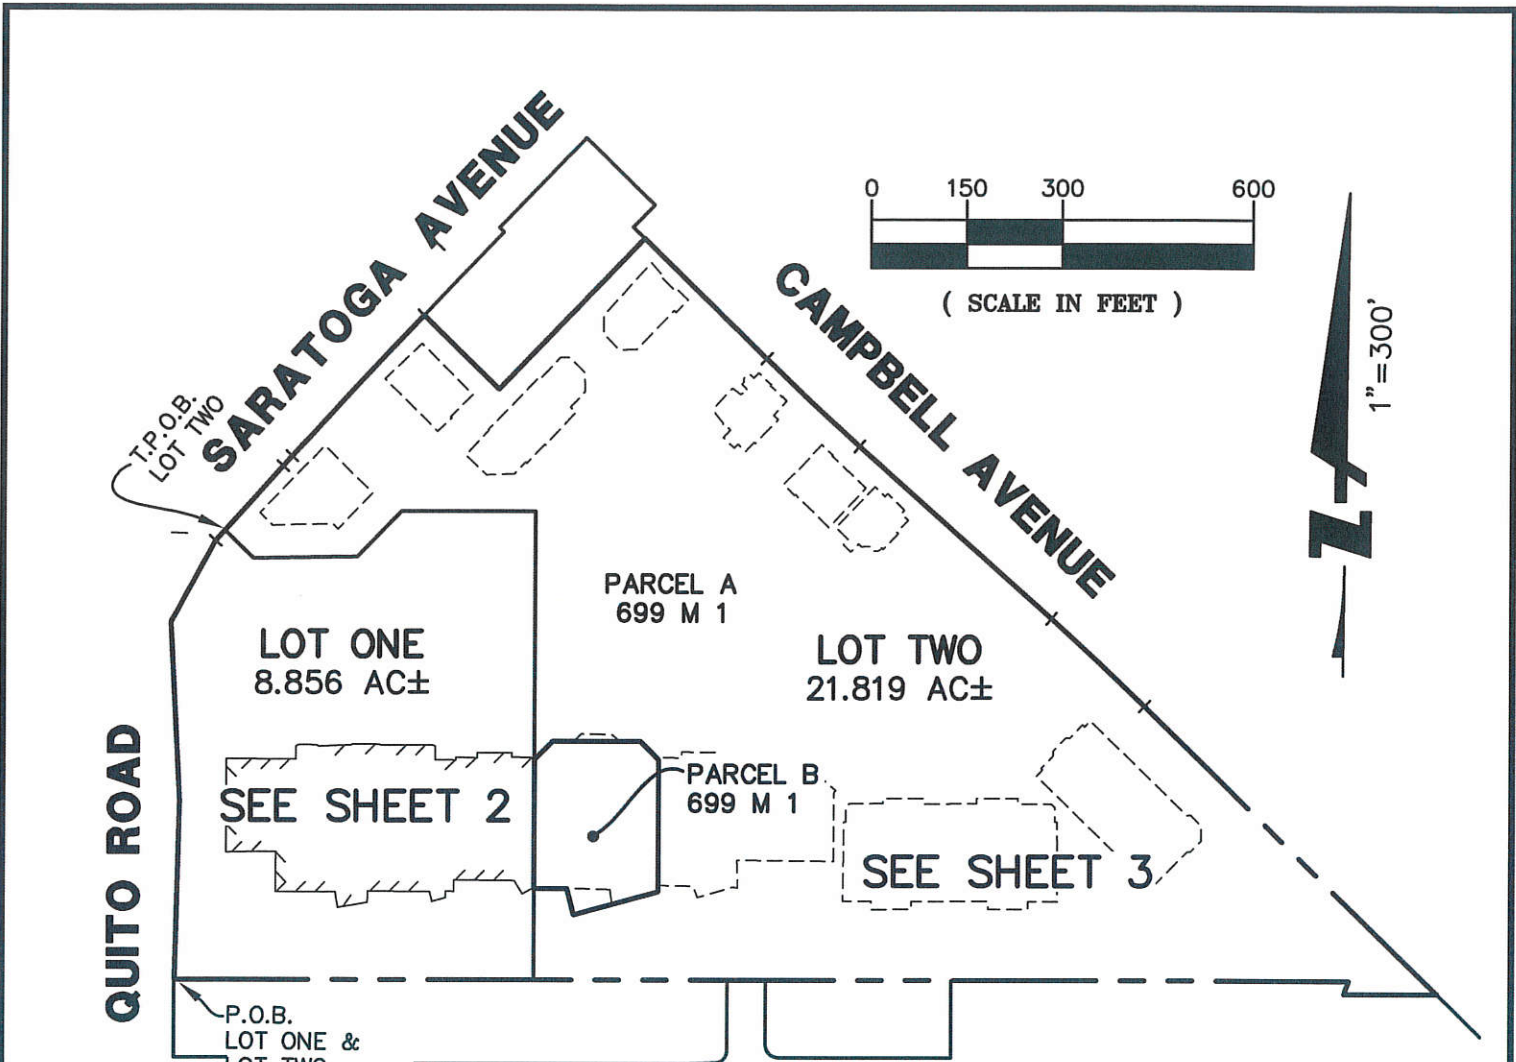 SARATOGA AVENUE
0 150 300 600
( SCALE IN FEET )
CAMPBELL AVENUE
1"=300'
T.P.O.B.
LOT TWO
PARCEL A
699 M 1
LOT ONE
8.856 AC±
LOT TWO
21.819 AC±
QUITO ROAD
SEE SHEET 2
PARCEL B
699 M 1
SEE SHEET 3
P.O.B.
LOT ONE &
LOT TWO
N